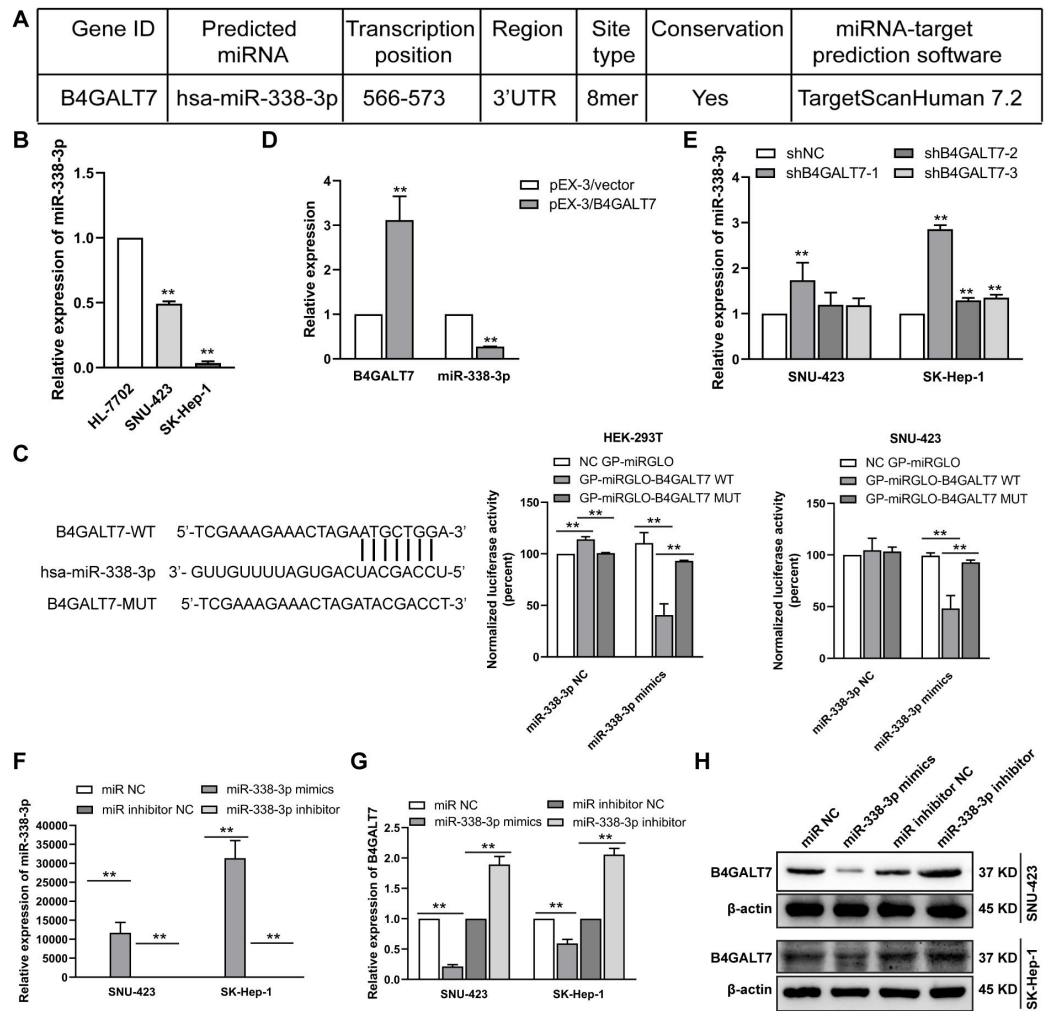 A
Gene ID
Predicted
miRNA
Transcription
position
Region
Site
type
Conservation
miRNA-target
prediction software
B4GALT7
hsa-miR-338-3p
566-573
3'UTR
8mer
Yes
TargetScanHuman 7.2
B
Relative expression of miR-338-3p
1.5
1.0
0.5
0.0
**
**
HL-7702
SNU-423
SK-Hep-1
D
Relative expression
4
3
2
1
0
**
**
pEX-3/vector
pEX-3/B4GALT7
B4GALT7
miR-338-3p
E
Relative expression of miR-338-3p
shNC
shB4GALT7-1
shB4GALT7-2
shB4GALT7-3
4
3
2
1
0
**
**
**
**
SNU-423
SK-Hep-1
C
B4GALT7-WT 5'-TCGAAAGAAACTAGAATGCTGGA-3'
hsa-miR-338-3p 3'- GUUGUUUUAGUGACUACGACCU-5'
B4GALT7-MUT 5'-TCGAAAGAAACTAGATACGACCT-3'
HEK-293T
NC GP-miRGLO
GP-miRGLO-B4GALT7 WT
GP-miRGLO-B4GALT7 MUT
Normalized luciferase activity
(percent)
150
100
50
0
**
**
**
**
miR-338-3p NC
miR-338-3p mimics
SNU-423
NC GP-miRGLO
GP-miRGLO-B4GALT7 WT
GP-miRGLO-B4GALT7 MUT
Normalized luciferase activity
(percent)
150
100
50
0
**
**
miR-338-3p NC
miR-338-3p mimics
F
miR NC
miR inhibitor NC
miR-338-3p mimics
miR-338-3p inhibitor
Relative expression of miR-338-3p
40000
35000
30000
25000
20000
15000
10000
5000
0
**
**
**
**
SNU-423
SK-Hep-1
G
miR NC
miR-338-3p mimics
miR inhibitor NC
miR-338-3p inhibitor
Relative expression of B4GALT7
2.5
2.0
1.5
1.0
0.5
0.0
**
**
**
**
SNU-423
SK-Hep-1
H
miR NC
miR-338-3p mimics
miR inhibitor NC
miR-338-3p inhibitor
B4GALT7
37 KD
β-actin
45 KD
SNU-423
B4GALT7
37 KD
β-actin
45 KD
SK-Hep-1